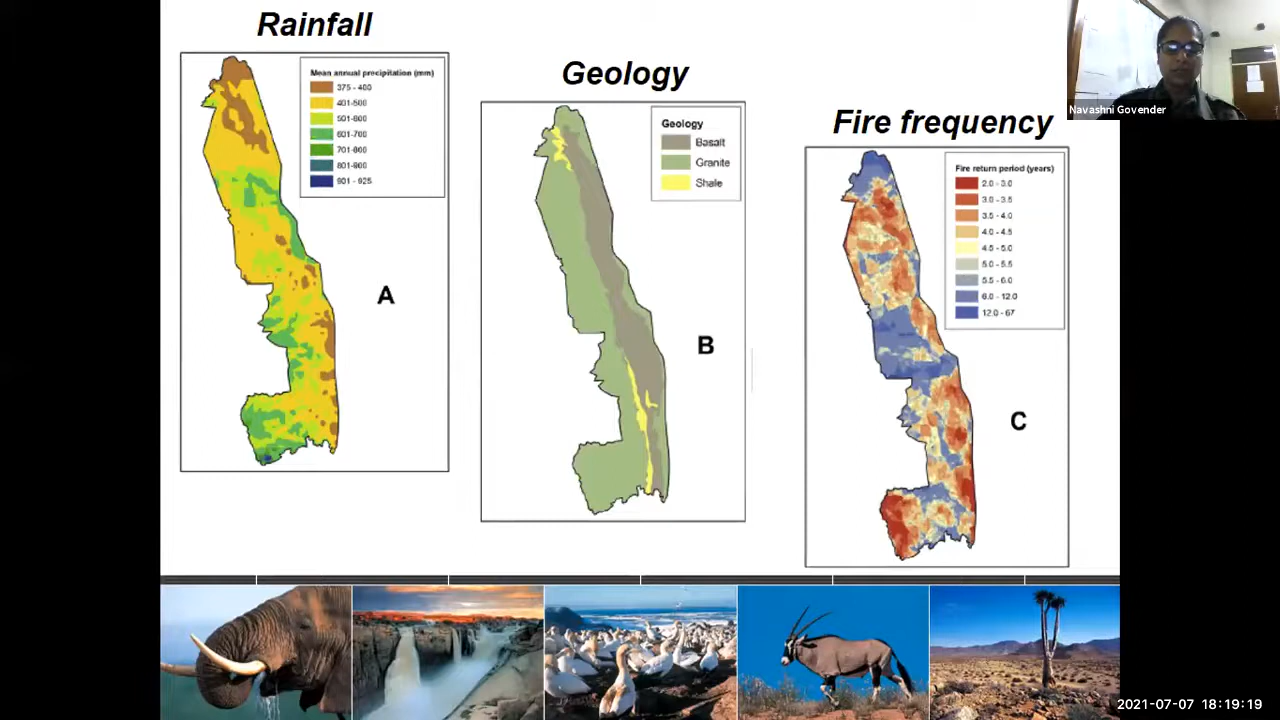 Rainfall
Mean annual precipitation (mm)
375 - 400
401-500
501-600
601-700
701-800
801-900
901 - 925
A
Geology
Geology
Basalt
Granite
Shale
B
Fire frequency
Fire return period (years)
2.0 - 3.0
3.0 - 3.5
3.5 - 4.0
4.0 - 4.5
4.5 - 5.0
5.0 - 5.5
5.5 - 6.0
6.0 - 12.0
12.0 - 67
C
Navashni Govender
2021-07-07 18:19:19